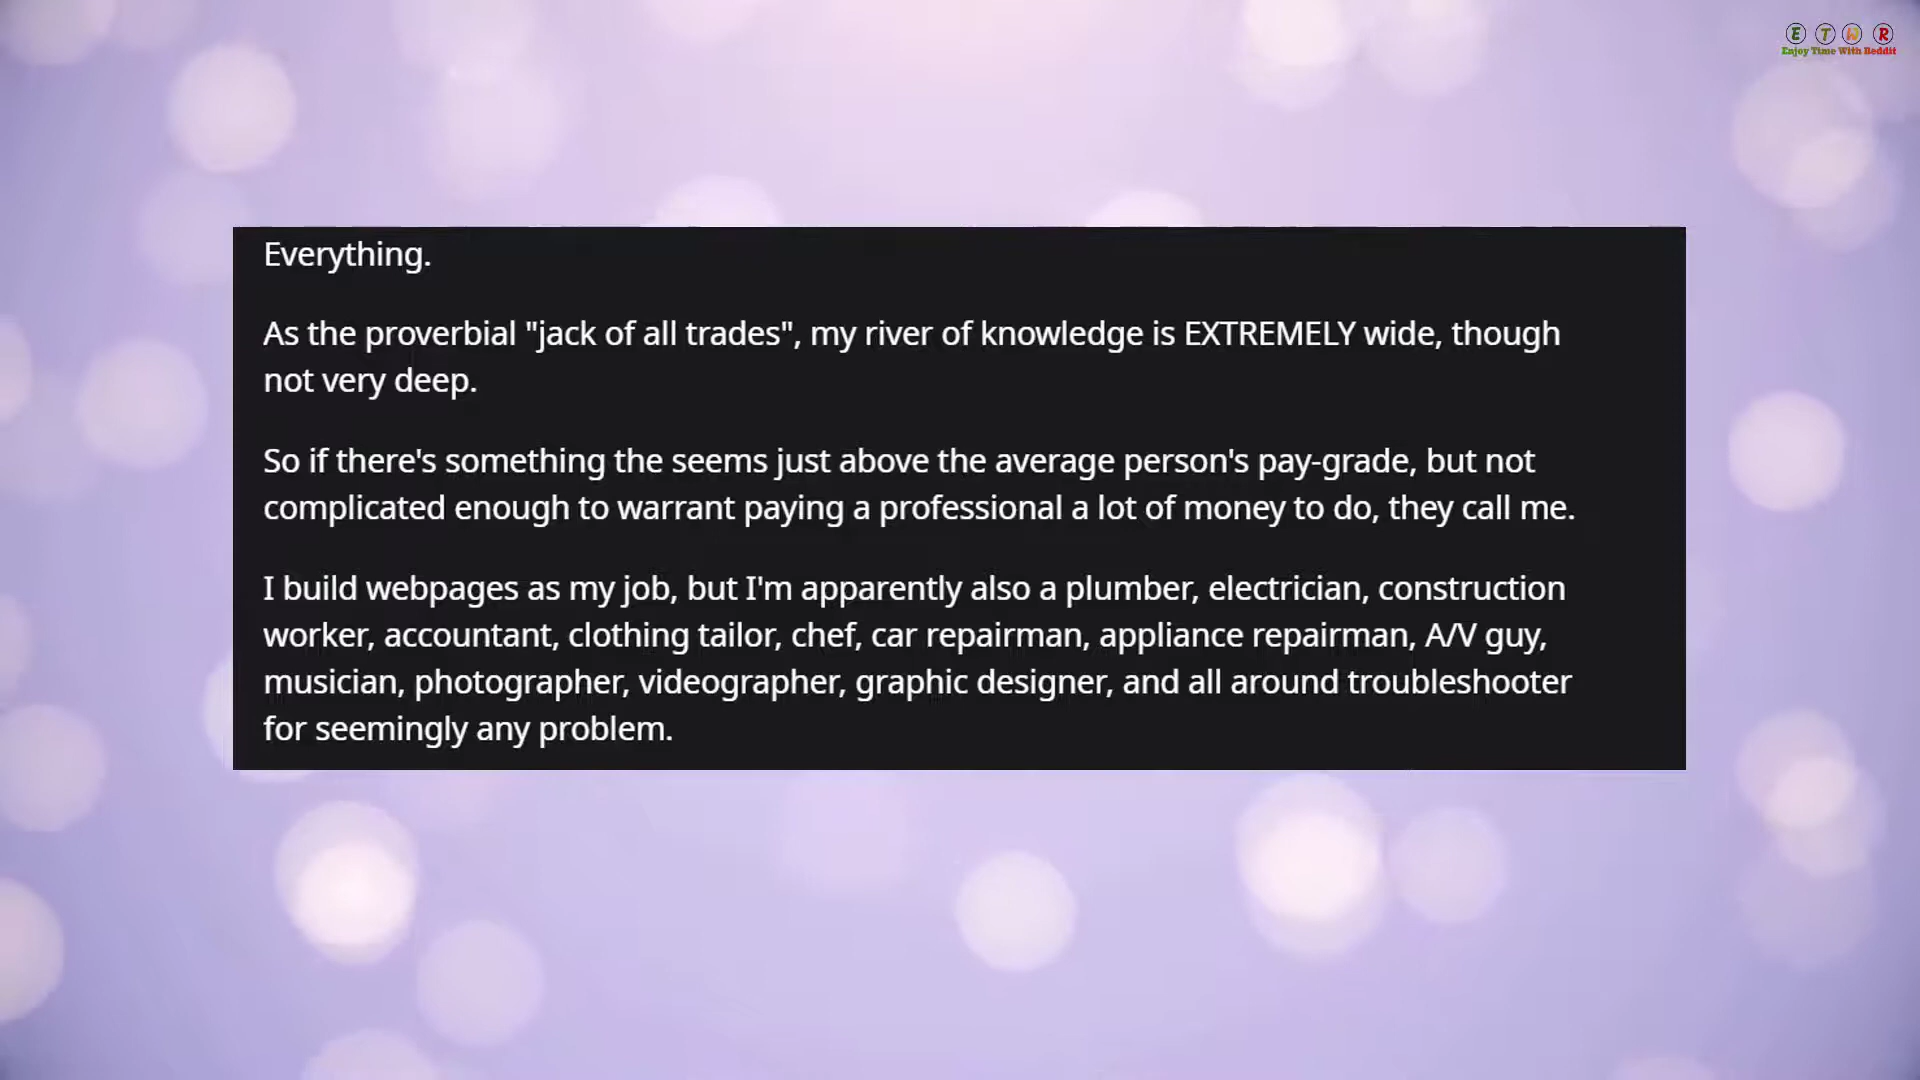 E T W R
Enjoy Time With Reddit
Everything.
As the proverbial "jack of all trades", my river of knowledge is EXTREMELY wide, though
not very deep.
So if there's something the seems just above the average person's pay-grade, but not
complicated enough to warrant paying a professional a lot of money to do, they call me.
I build webpages as my job, but I'm apparently also a plumber, electrician, construction
worker, accountant, clothing tailor, chef, car repairman, appliance repairman, A/V guy,
musician, photographer, videographer, graphic designer, and all around troubleshooter
for seemingly any problem.